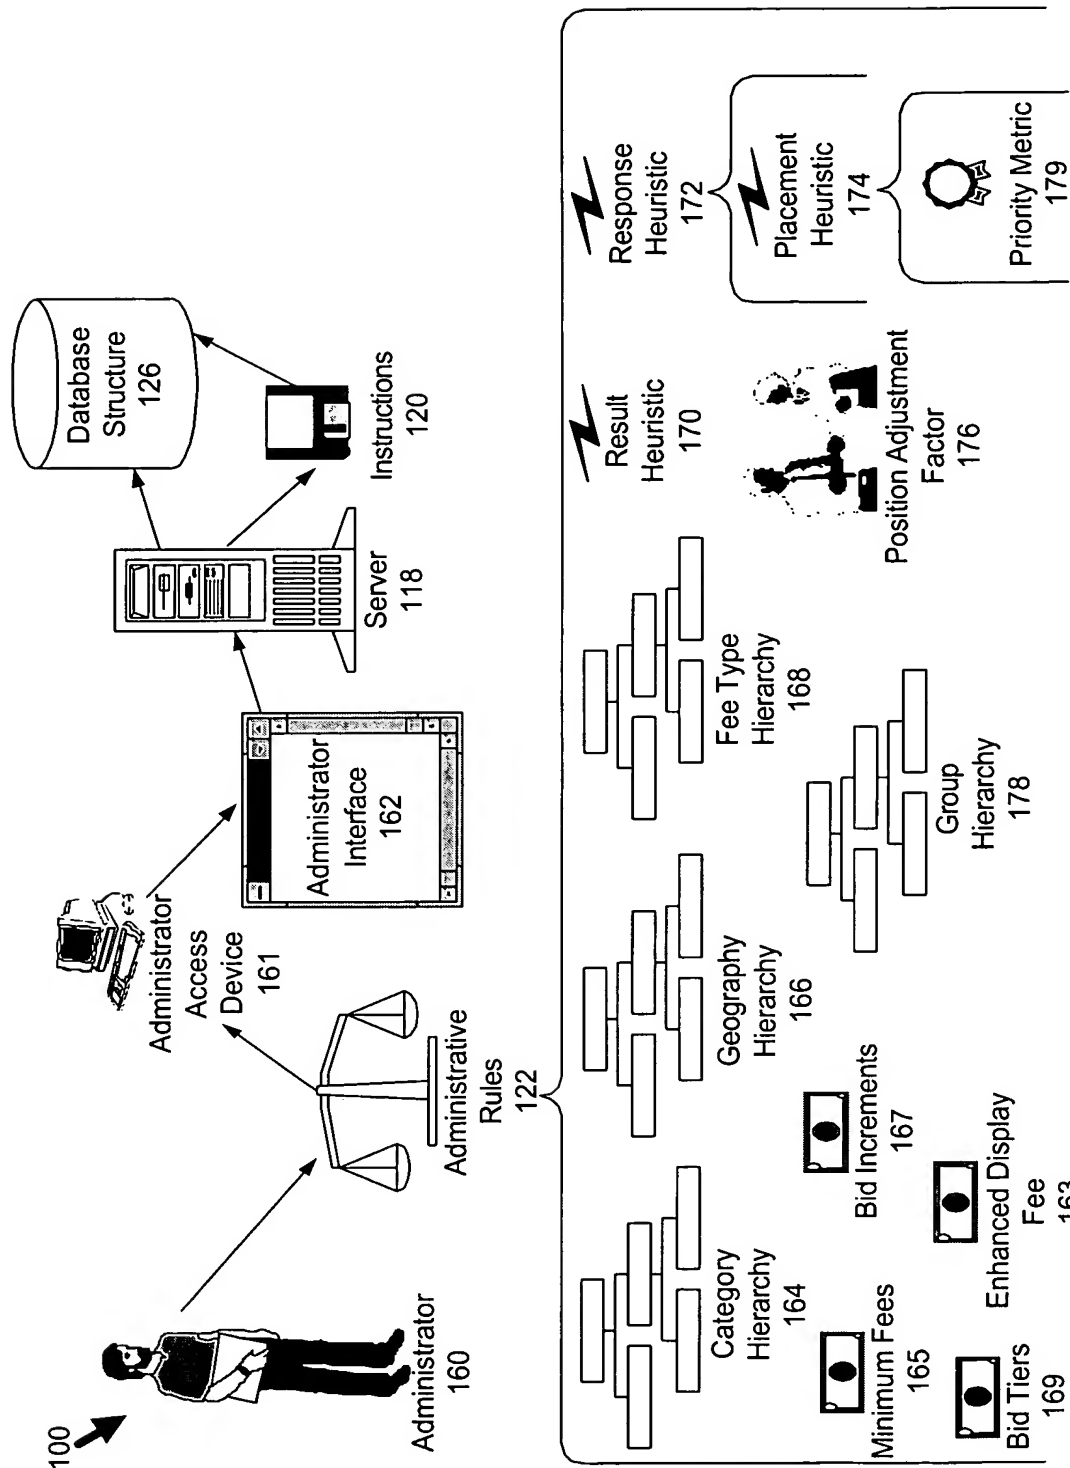 100
Administrator
160
Administrative
Rules
122
Administrator
Access
Device
161
Administrator
Interface
162
Server
118
Instructions
120
Database
Structure
126
Category
Hierarchy
164
Geography
Hierarchy
166
Fee Type
Hierarchy
168
Result
Heuristic
170
Response
Heuristic
172
Minimum Fees
165
Bid Increments
167
Group
Hierarchy
178
Position Adjustment
Factor
176
Placement
Heuristic
174
Bid Tiers
169
Enhanced Display
Fee
163
Priority Metric
179